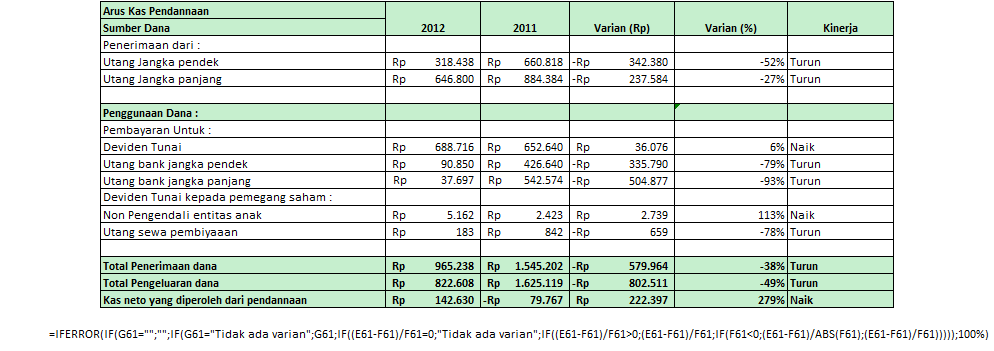 Arus Kas Pendannaan
Sumber Dana 2012 2011 Varian (Rp) Varian (%) Kinerja
Penerimaan dari :
Utang Jangka pendek Rp 318.438 Rp 660.818 -Rp 342.380 -52% Turun
Utang Jangka panjang Rp 646.800 Rp 884.384 -Rp 237.584 -27% Turun
Penggunaan Dana :
Pembayaran Untuk :
Deviden Tunai Rp 688.716 Rp 652.640 Rp 36.076 6% Naik
Utang bank jangka pendek Rp 90.850 Rp 426.640 -Rp 335.790 -79% Turun
Utang bank jangka panjang Rp 37.697 Rp 542.574 -Rp 504.877 -93% Turun
Deviden Tunai kepada pemegang saham :
Non Pengendali entitas anak Rp 5.162 Rp 2.423 Rp 2.739 113% Naik
Utang sewa pembiyaaan Rp 183 Rp 842 -Rp 659 -78% Turun
Total Penerimaan dana Rp 965.238 Rp 1.545.202 -Rp 579.964 -38% Turun
Total Pengeluaran dana Rp 822.608 Rp 1.625.119 -Rp 802.511 -49% Turun
Kas neto yang diperoleh dari pendannaan Rp 142.630 -Rp 79.767 Rp 222.397 279% Naik
=IFERROR(IF(G61="";"";IF(G61="Tidak ada varian";G61;IF((E61-F61)/F61=0;"Tidak ada varian";IF((E61-F61)/F61>0;(E61-F61)/F61;IF(F61<0;(E61-F61)/ABS(F61);(E61-F61)/F61)))));100%)